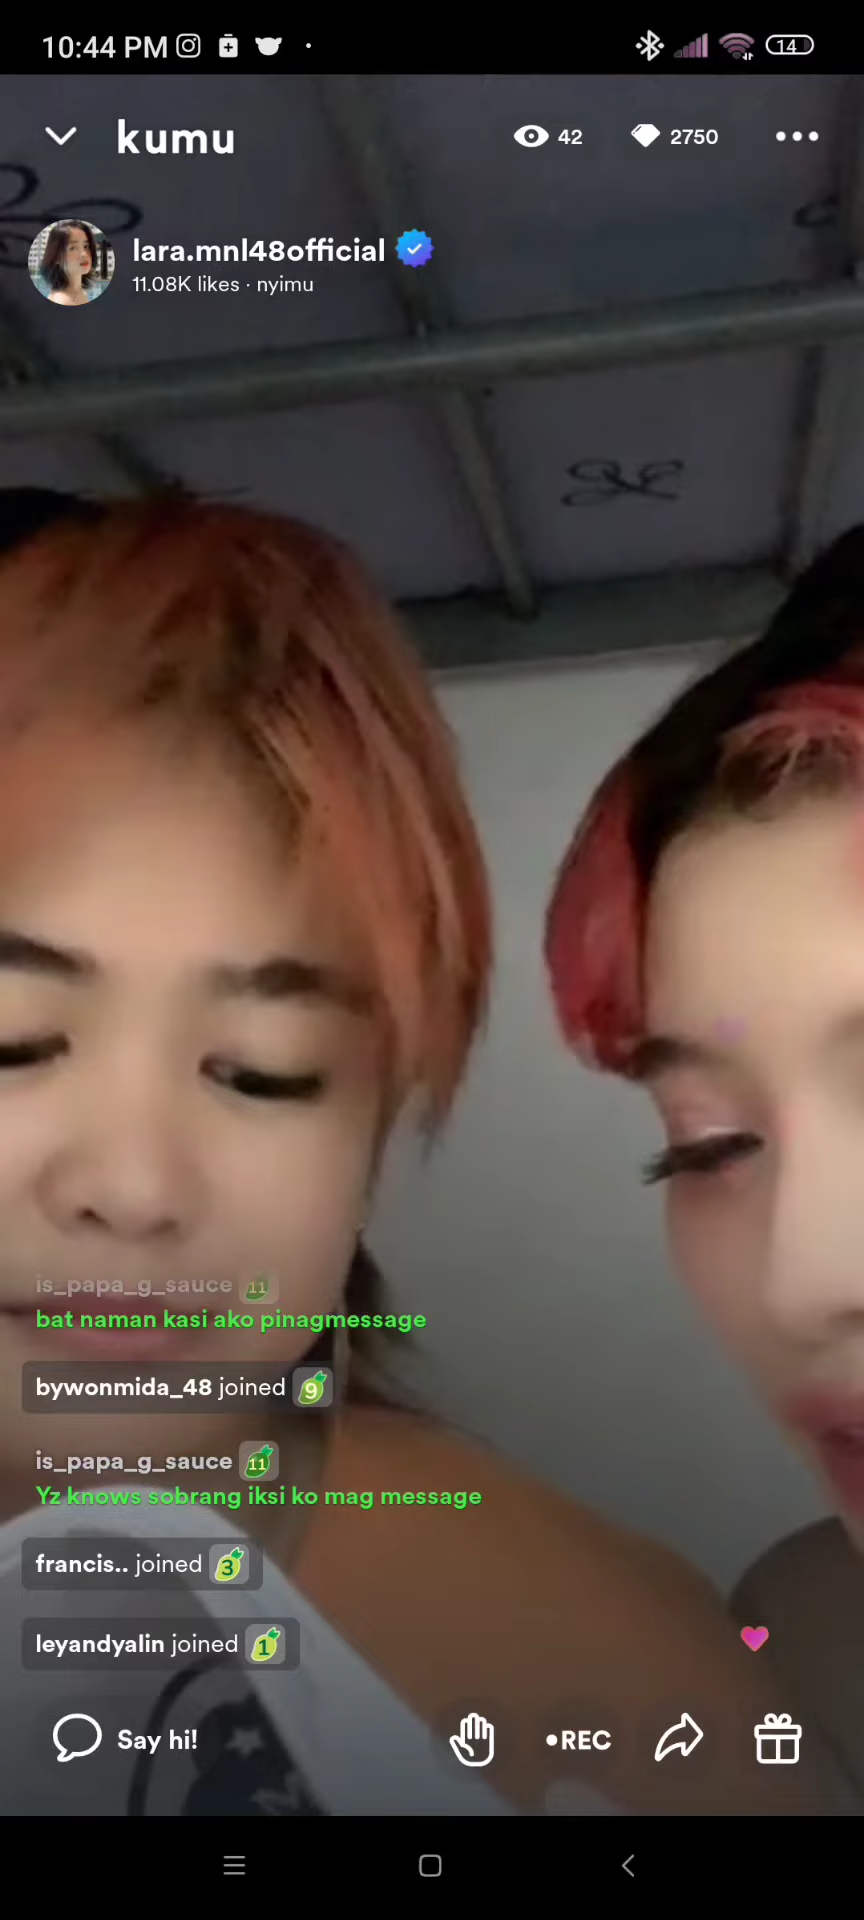 10:44 PM
14
kumu
42
2750
lara.mnl48official
11.08K likes · nyimu
is_papa_g_sauce 11
bat naman kasi ako pinagmessage
bywonmida_48 joined 9
is_papa_g_sauce 11
Yz knows sobrang iksi ko mag message
francis.. joined 3
leyandyalin joined 1
Say hi!
•REC